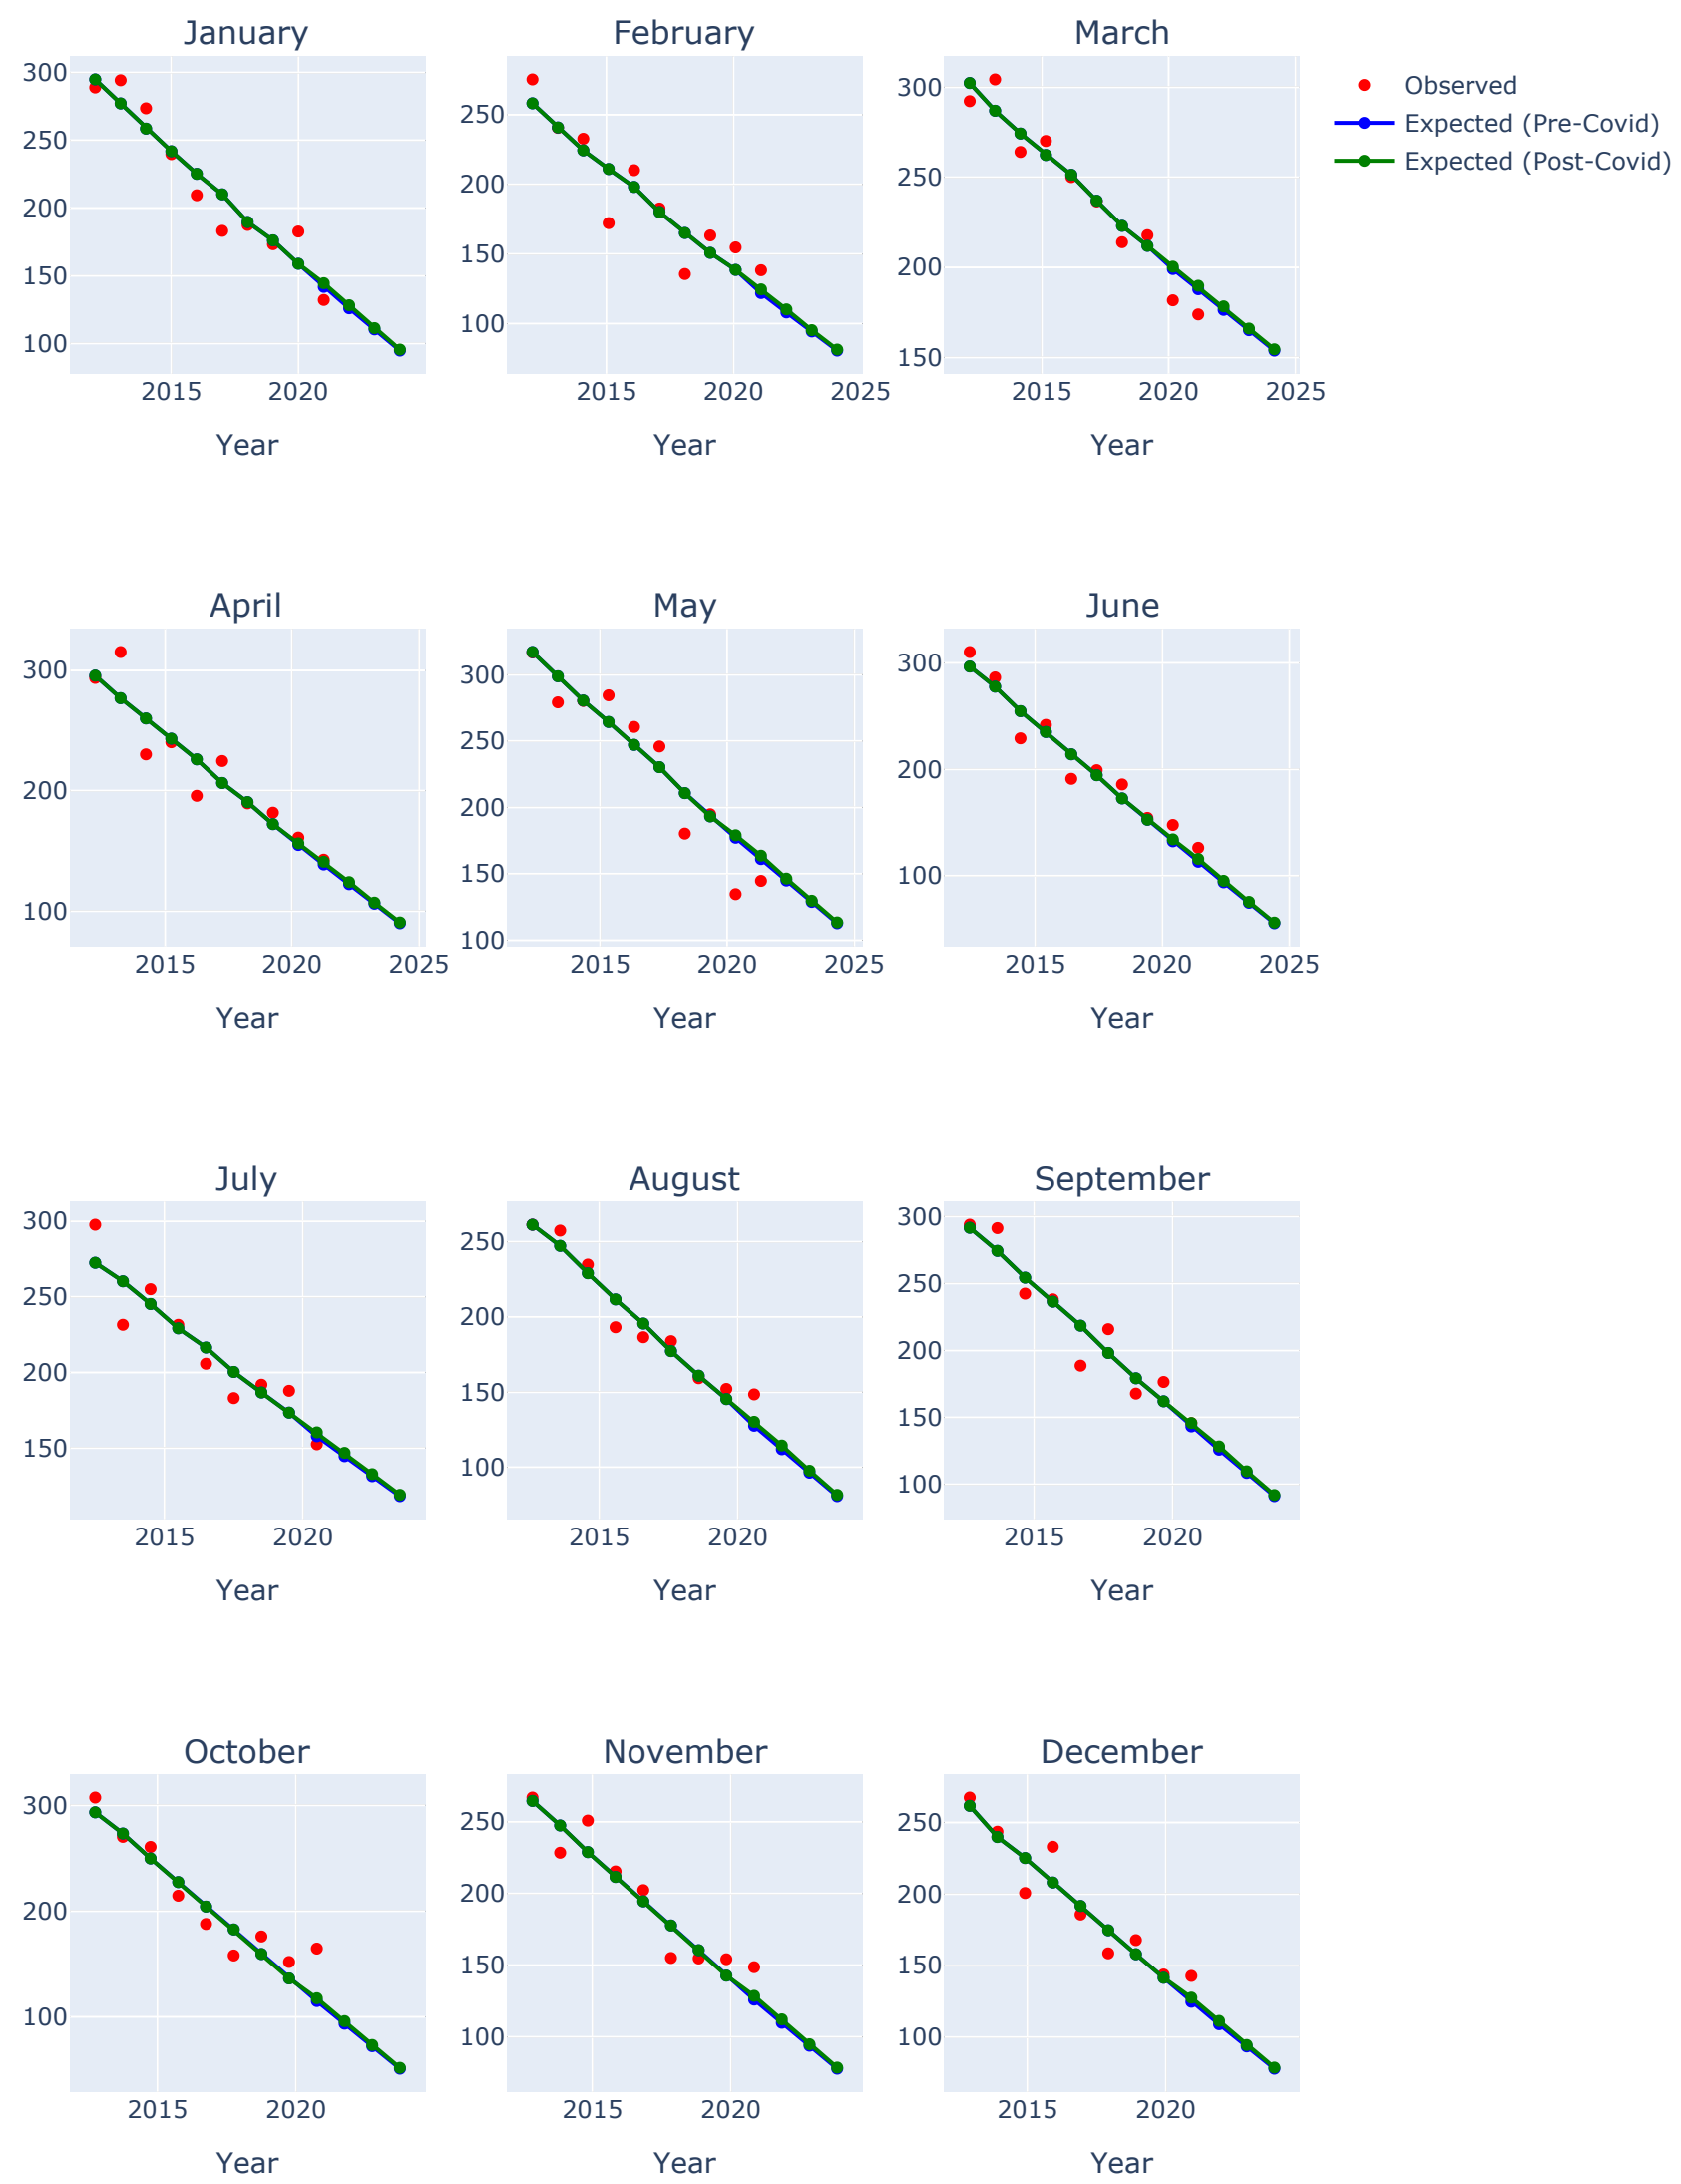 January
February
March
300
250
200
150
100
2015
2020
Year
250
200
150
100
2015
2020
2025
Year
300
250
200
150
2015
2020
2025
Year
Observed
Expected (Pre-Covid)
Expected (Post-Covid)
April
May
June
300
200
100
2015
2020
2025
Year
300
250
200
150
100
2015
2020
2025
Year
300
200
100
2015
2020
2025
Year
July
August
September
300
250
200
150
2015
2020
Year
250
200
150
100
2015
2020
Year
300
250
200
150
100
2015
2020
Year
October
November
December
300
200
100
2015
2020
Year
250
200
150
100
2015
2020
Year
250
200
150
100
2015
2020
Year